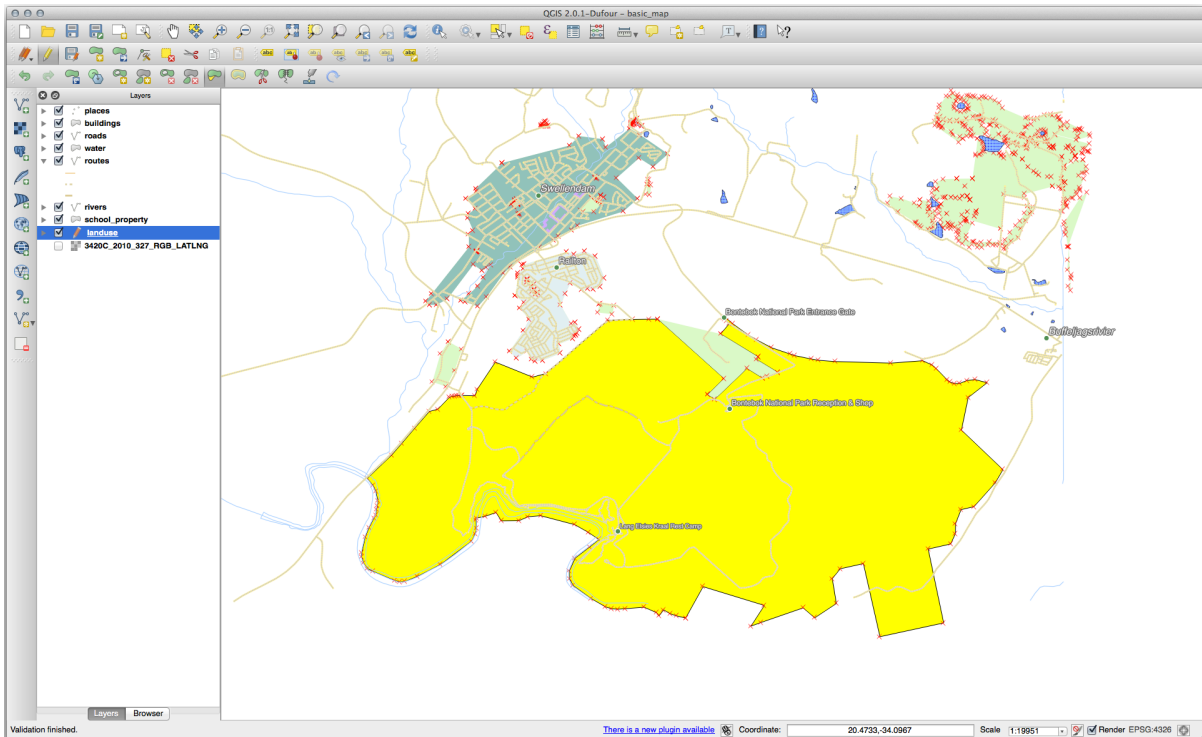 QGIS 2.0.1-Dufour - basic_map
Layers
places
buildings
roads
water
routes
rivers
school_property
landuse
3420C_2010_327_RGB_LATLNG
Swellendam
Railton
Bontebok National Park Entrance Gate
Buffeljagsrivier
Bontebok National Park Reception & Shop
Lang Elsies Kraal Rest Camp
Layers
Browser
Validation finished.
There is a new plugin available
Coordinate:
20.4733,-34.0967
Scale
1:19951
Render
EPSG:4326